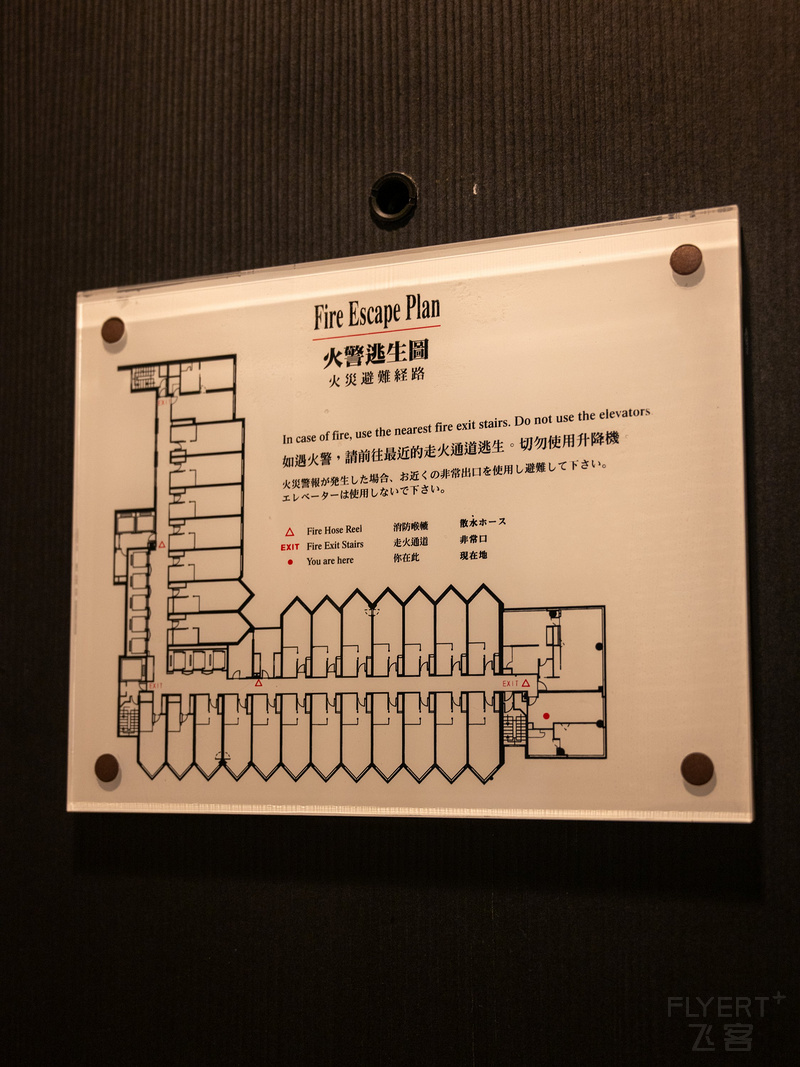 Fire Escape Plan
火警逃生圖
火災避難経路
In case of fire, use the nearest fire exit stairs. Do not use the elevators
如遇火警，請前往最近的走火通道逃生。切勿使用升降機
火災警報が発生した場合、お近くの非常出口を使用し避難して下さい。
エレベーターは使用しないで下さい。
Fire Hose Reel 消防喉轆 散水ホース
EXIT Fire Exit Stairs 走火通道 非常口
You are here 你在此 現在地
EXIT
EXIT
EXIT
FLYERT+
飞客